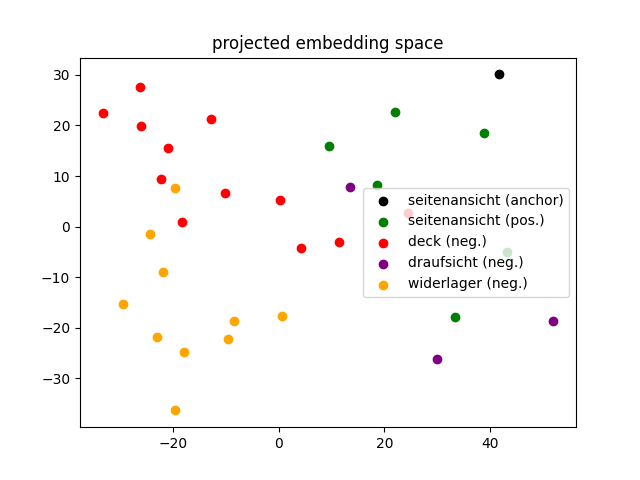 projected embedding space
30
20
10
0
−10
−20
−30
seitenansicht (anchor)
seitenansicht (pos.)
deck (neg.)
draufsicht (neg.)
widerlager (neg.)
−20 0 20 40